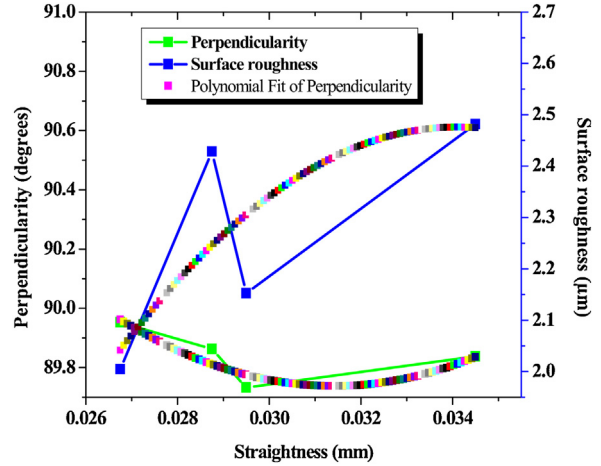 91.0
90.8
90.6
90.4
90.2
90.0
89.8
Perpendicularity (degrees)
Perpendicularity
Surface roughness
Polynomial Fit of Perpendicularity
2.7
2.6
2.5
2.4
2.3
2.2
2.1
2.0
Surface roughness (µm)
0.026 0.028 0.030 0.032 0.034
Straightness (mm)